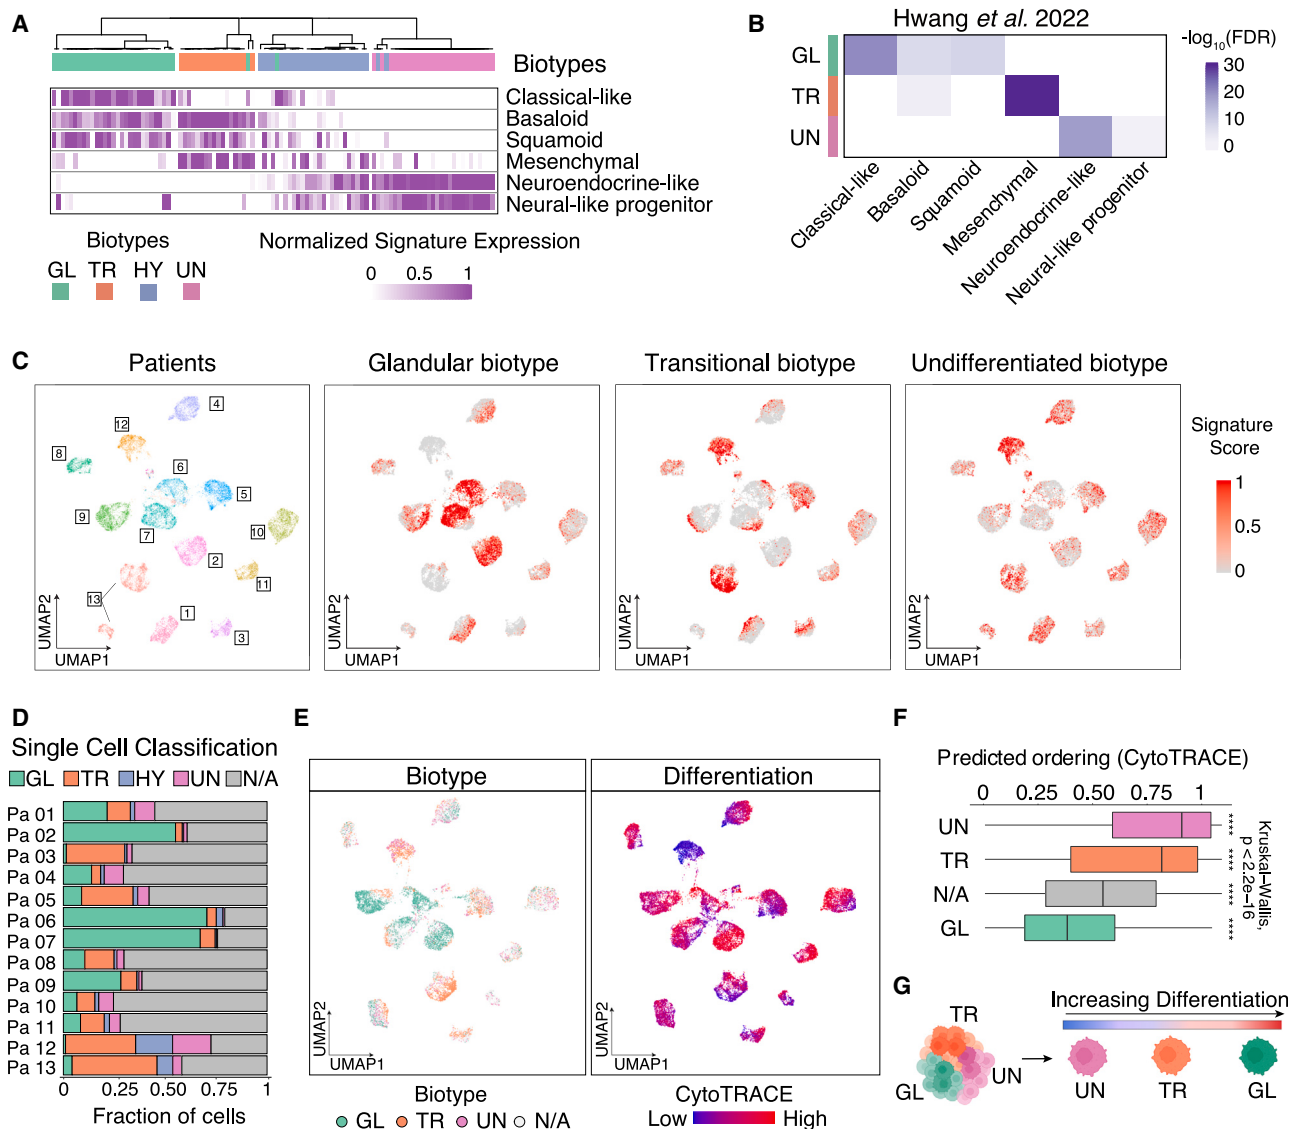 A
Biotypes
Classical-like
Basaloid
Squamoid
Mesenchymal
Neuroendocrine-like
Neural-like progenitor
Biotypes
GL TR HY UN
Normalized Signature Expression
0 0.5 1
B
Hwang et al. 2022
GL
TR
UN
Classical-like
Basaloid
Squamoid
Mesenchymal
Neuroendocrine-like
Neural-like progenitor
-log10(FDR)
30
20
10
0
C
Patients
4
12
8
6
5
9
7
10
2
11
13
1
3
UMAP2
UMAP1
Glandular biotype
UMAP2
UMAP1
Transitional biotype
UMAP2
UMAP1
Undifferentiated biotype
UMAP2
UMAP1
Signature
Score
1
0.5
0
D
Single Cell Classification
GL TR HY UN N/A
Pa 01
Pa 02
Pa 03
Pa 04
Pa 05
Pa 06
Pa 07
Pa 08
Pa 09
Pa 10
Pa 11
Pa 12
Pa 13
0 0.25 0.50 0.75 1
Fraction of cells
E
Biotype
UMAP2
UMAP1
Biotype
GL TR UN N/A
Differentiation
UMAP2
UMAP1
CytoTRACE
Low High
F
Predicted ordering (CytoTRACE)
0 0.25 0.50 0.75 1
UN
TR
N/A
GL
****
****
****
****
Kruskal–Wallis,
p < 2.2e−16
G
TR
UN
GL
Increasing Differentiation
UN TR GL